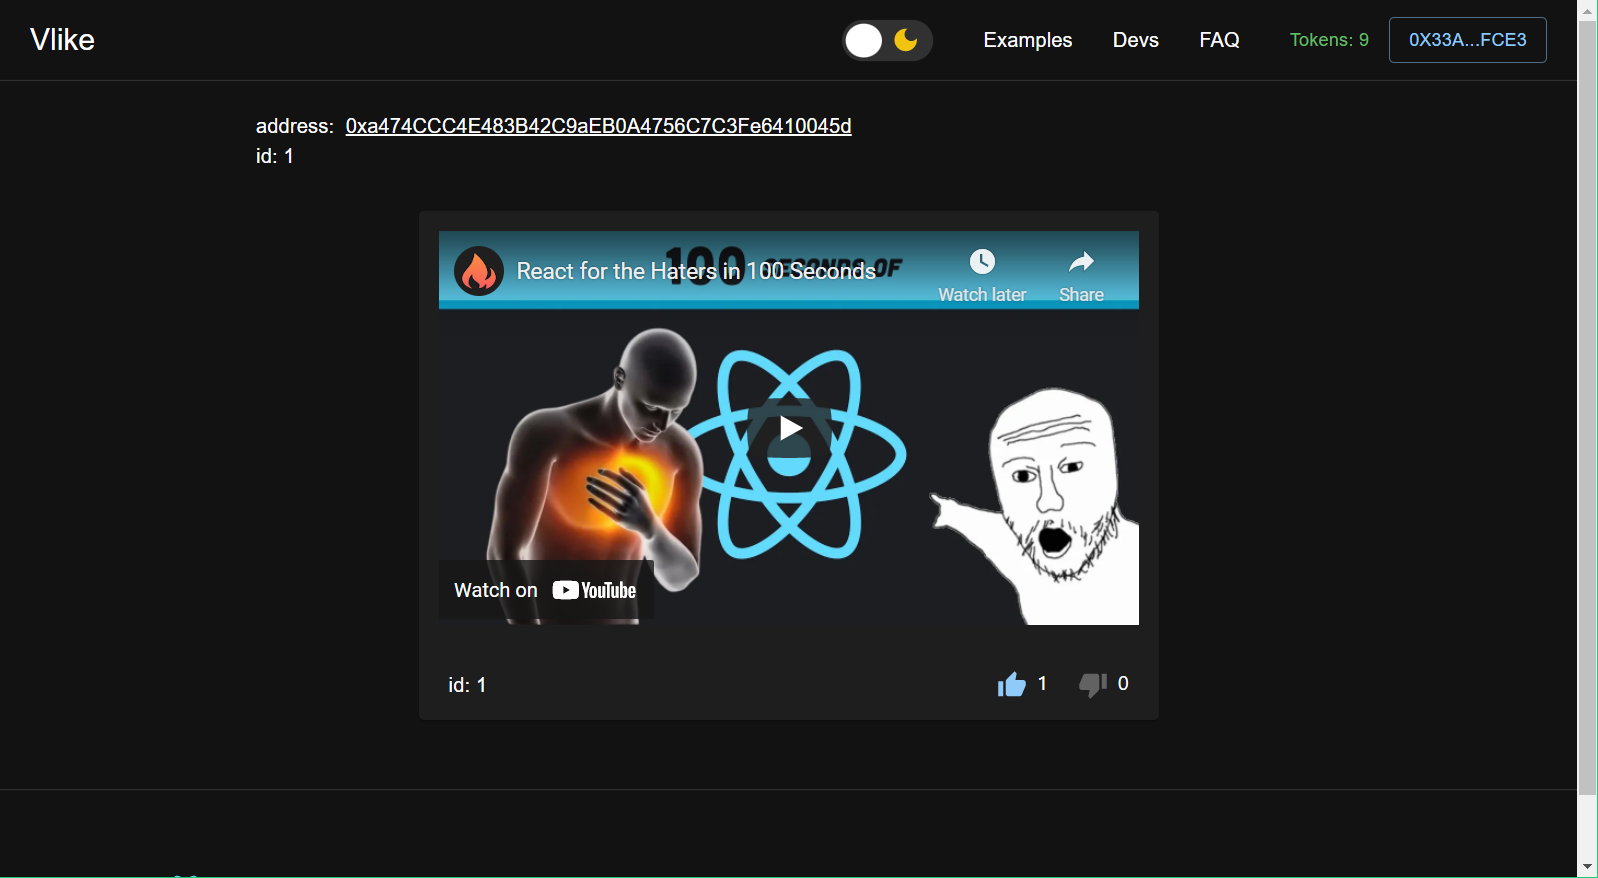 Vlike
Examples
Devs
FAQ
Tokens: 9
0X33A...FCE3
address: 0xa474CCC4E483B42C9aEB0A4756C7C3Fe6410045d
id: 1
100 SECONDS OF
React for the Haters in 100 Seconds
Watch later
Share
Watch on YouTube
id: 1
1
0